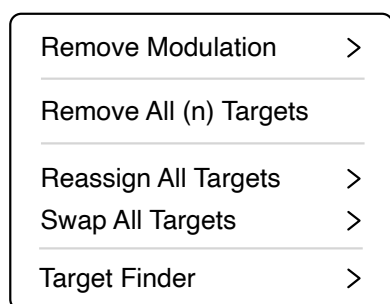 Remove Modulation >
Remove All (n) Targets
Reassign All Targets >
Swap All Targets >
Target Finder >